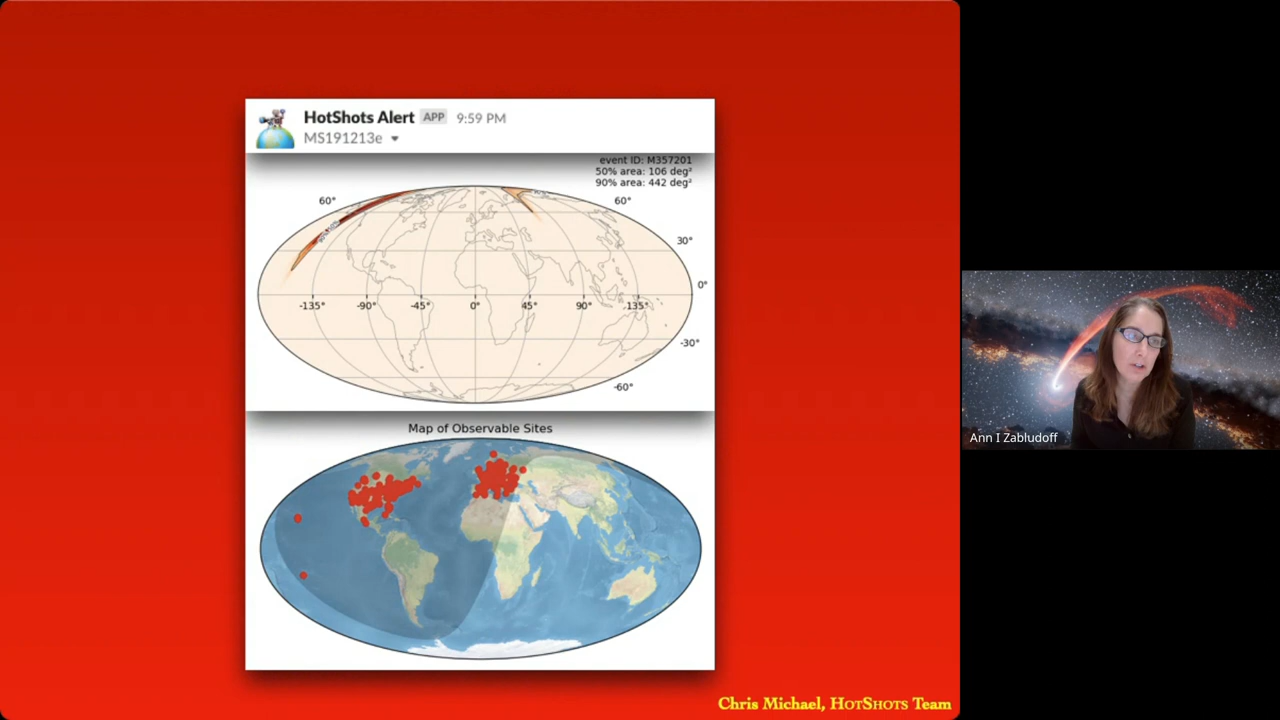 HotShots Alert APP 9:59 PM
MS191213e
event ID: M357201
50% area: 106 deg²
90% area: 442 deg²
60° 60°
30°
0°
-135° -90° -45° 0° 45° 90° 135°
-30°
-60°
Map of Observable Sites
Ann I Zabludoff
Chris Michael, HotShots Team